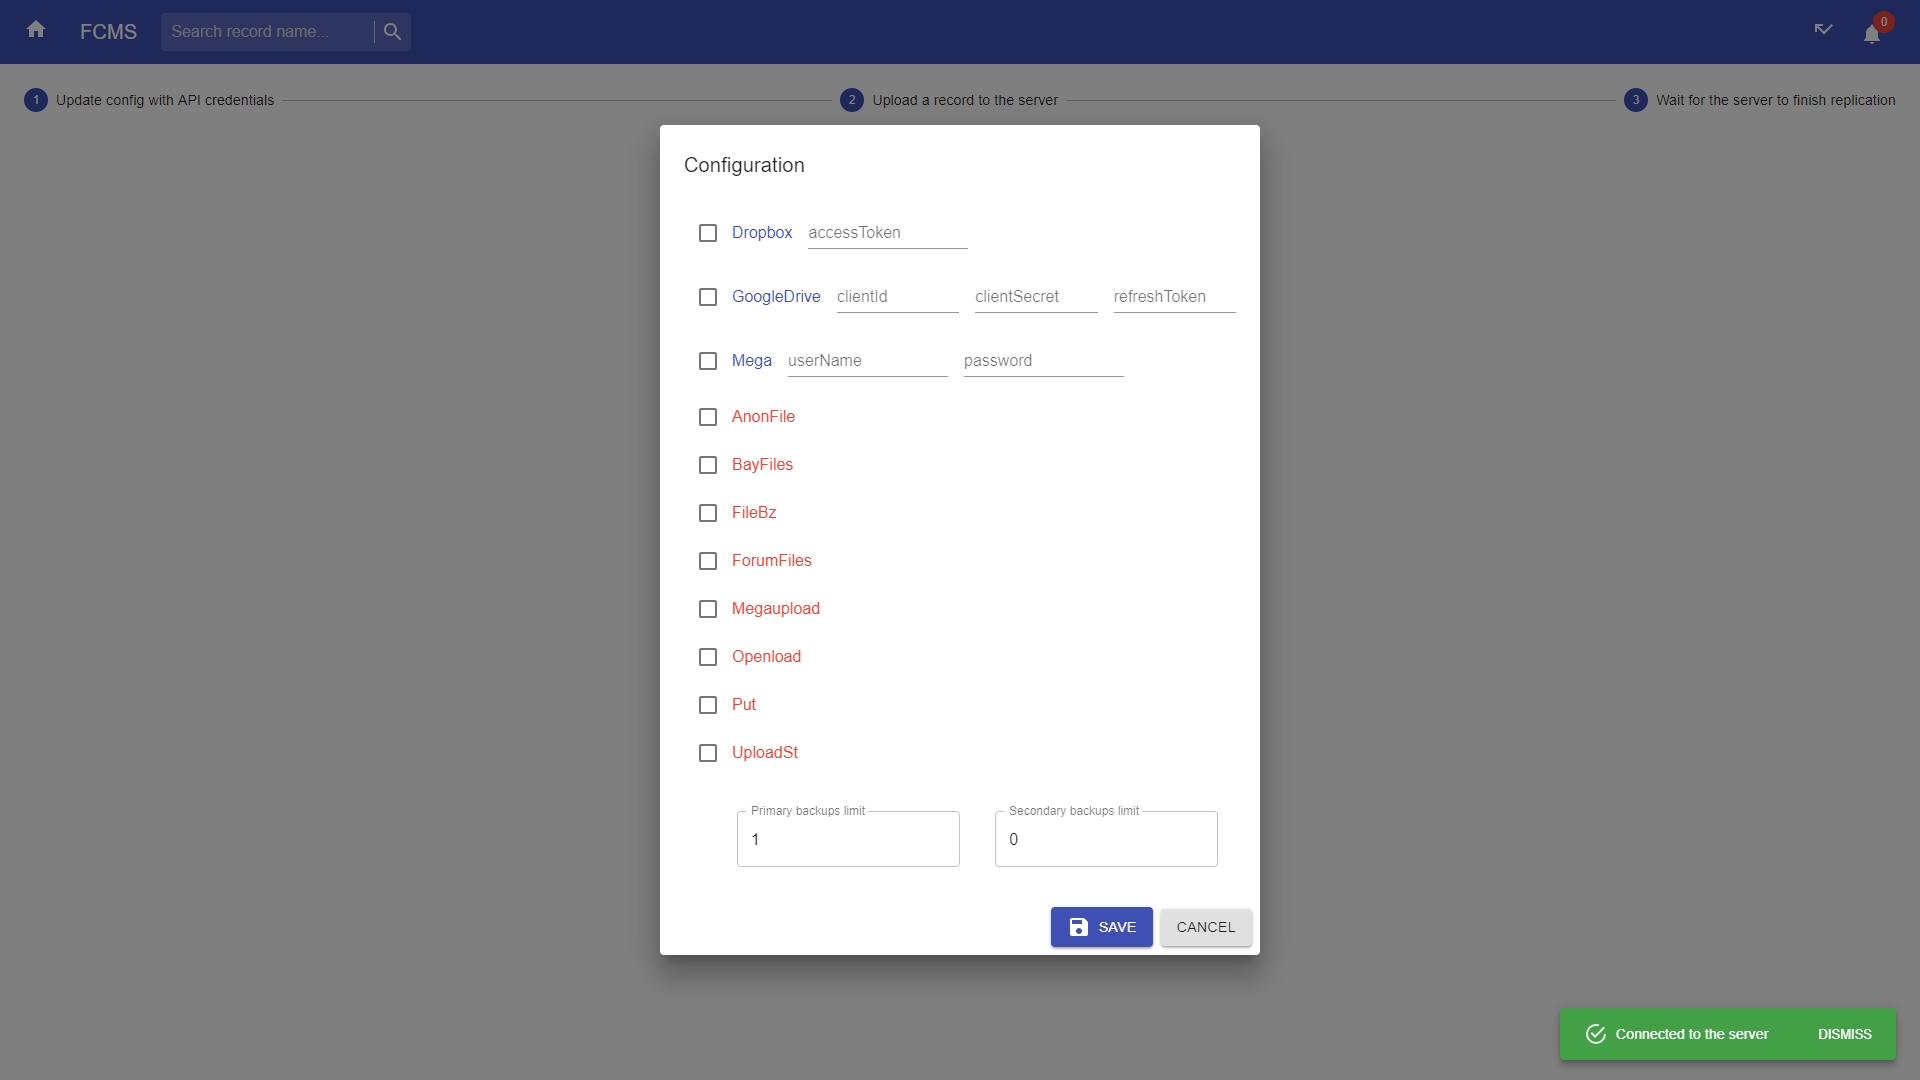 FCMS
Search record name...
0
1 Update config with API credentials
2 Upload a record to the server
3 Wait for the server to finish replication
Configuration
Dropbox accessToken
GoogleDrive clientId clientSecret refreshToken
Mega userName password
AnonFile
BayFiles
FileBz
ForumFiles
Megaupload
Openload
Put
UploadSt
Primary backups limit
1
Secondary backups limit
0
SAVE
CANCEL
Connected to the server
DISMISS